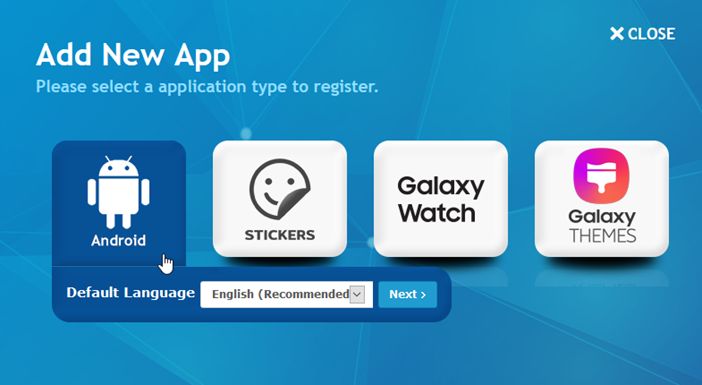 CLOSE
Add New App
Please select a application type to register.
Android
STICKERS
Galaxy
Watch
Galaxy
THEMES
Default Language English (Recommended Next >